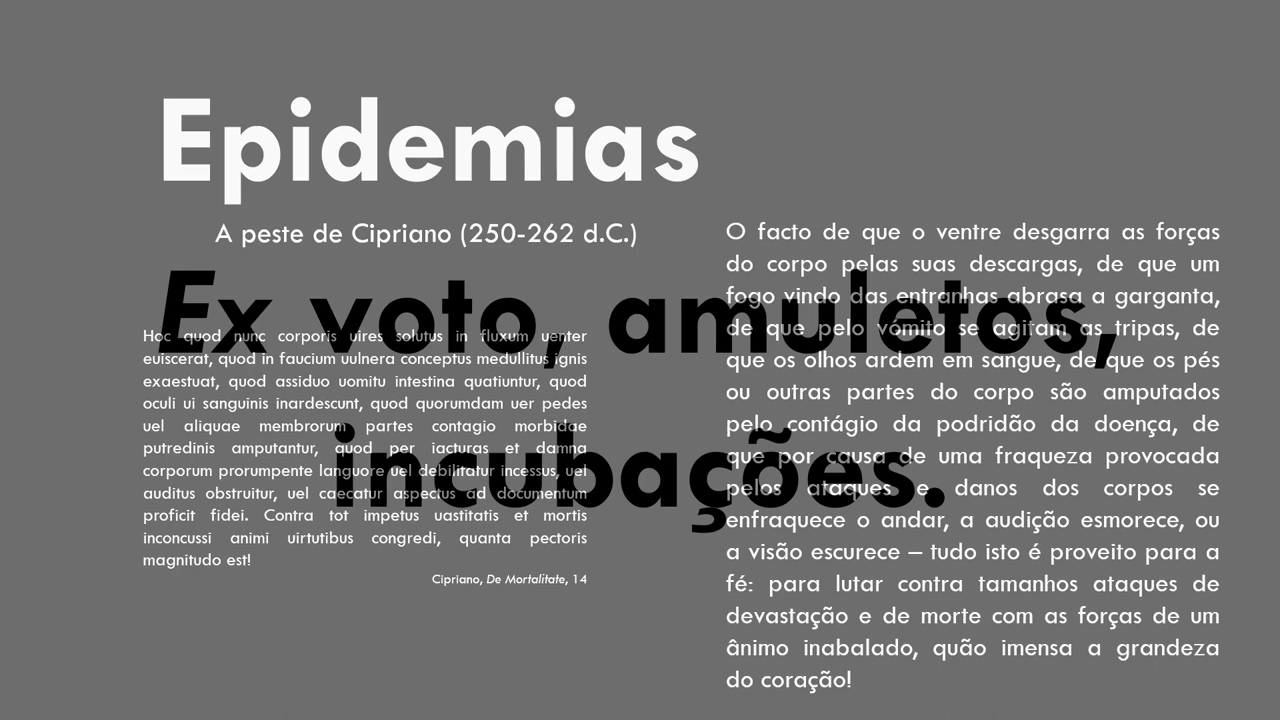 Epidemias
A peste de Cipriano (250-262 d.C.)
Ex voto, amuletos,
incubações.
Hoc quod nunc corporis uires solutus in fluxum uenter
euiscerat, quod in faucium uulnera conceptus medullitus ignis
exaestuat, quod assiduo uomitu intestina quatiuntur, quod
oculi ui sanguinis inardescunt, quod quorumdam uer pedes
uel aliquae membrorum partes contagio morbidae
putredinis amputantur, quod per iacturas et damna
corporum prorumpente languore uel debilitatur incessus, uel
auditus obstruitur, uel caecatur aspectus ad documentum
proficit fidei. Contra tot impetus uastitatis et mortis
inconcussi animi uirtutibus congredi, quanta pectoris
magnitudo est!
Cipriano, De Mortalitate, 14
O facto de que o ventre desgarra as forças
do corpo pelas suas descargas, de que um
fogo vindo das entranhas abrasa a garganta,
de que pelo vómito se agitam as tripas, de
que os olhos ardem em sangue, de que os pés
ou outras partes do corpo são amputados
pelo contágio da podridão da doença, de
que por causa de uma fraqueza provocada
pelos ataques e danos dos corpos se
enfraquece o andar, a audição esmorece, ou
a visão escurece – tudo isto é proveito para a
fé: para lutar contra tamanhos ataques de
devastação e de morte com as forças de um
ânimo inabalado, quão imensa a grandeza
do coração!